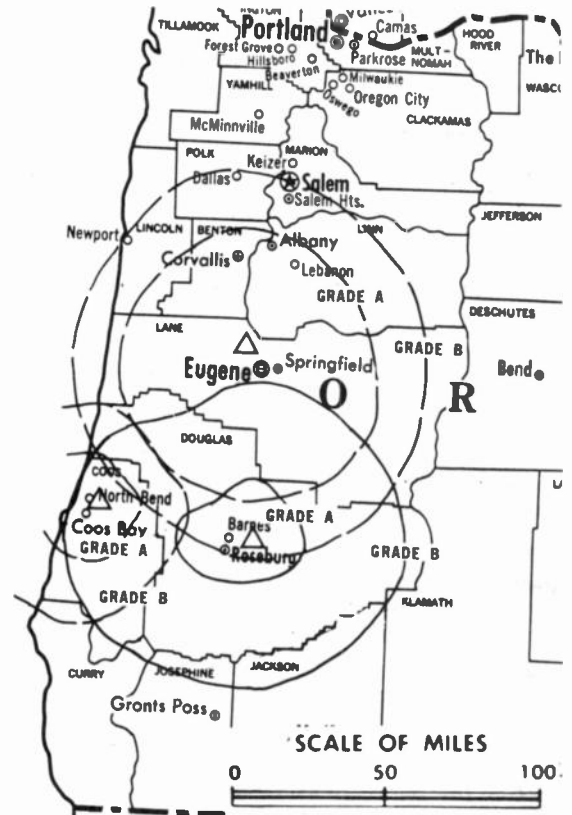 TILLAMOOK
Portland
Camas
HOOD
RIVER
Forest Grove
Hillsboro
Parkrose
MULT-
NOMAH
The
Beaverton
Milwaukie
YAMHILL
Oswego
Oregon City
WASCO
McMinnville
CLACKAMAS
POLK
MARION
Keizer
Dallas
Salem
Salem Hts.
JEFFERSON
Newport
LINCOLN
BENTON
Albany
LYNN
Corvallis
Lebanon
GRADE A
DESCHUTES
LANE
GRADE B
Eugene
Springfield
Bend
O
R
DOUGLAS
COOS
North Bend
Coos Bay
GRADE A
Barnes
GRADE A
Roseburg
GRADE B
GRADE B
KLAMATH
CURRY
JOSEPHINE
JACKSON
Gronts Poss
SCALE OF MILES
0 50 100